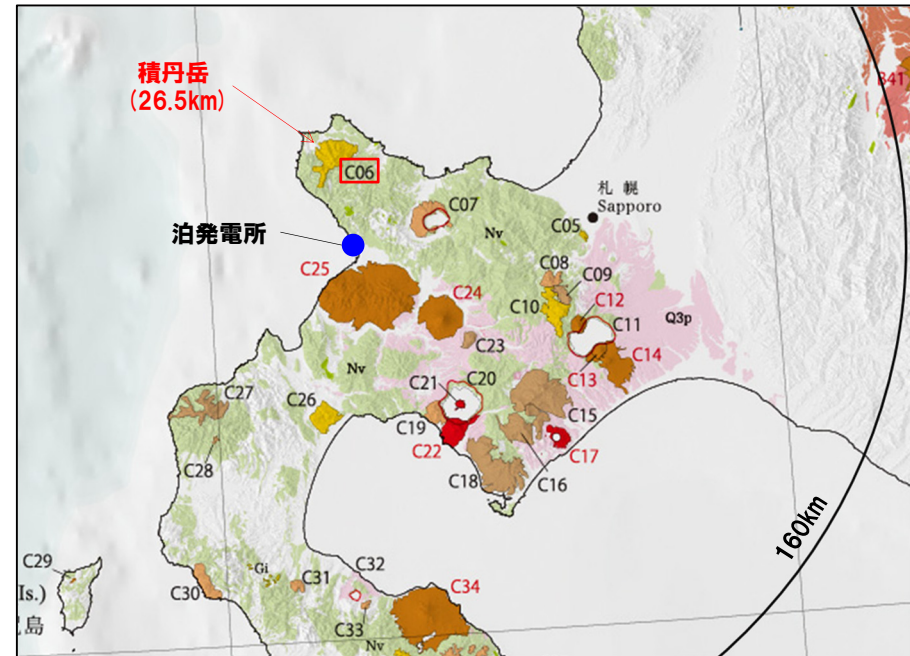 B41
積丹岳
(26.5km)
C06
札 幌
Sapporo
C07
C05
Nv
泊発電所
C25
C24
C08
C09
C10
C12
C11
Q3p
C23
C13
C14
Nv
C21
C20
C27
C26
C19
C15
C22
C17
C28
C18
C16
160km
C29
Is.)
島
Gi
C31
C32
C30
C34
C33
Nv